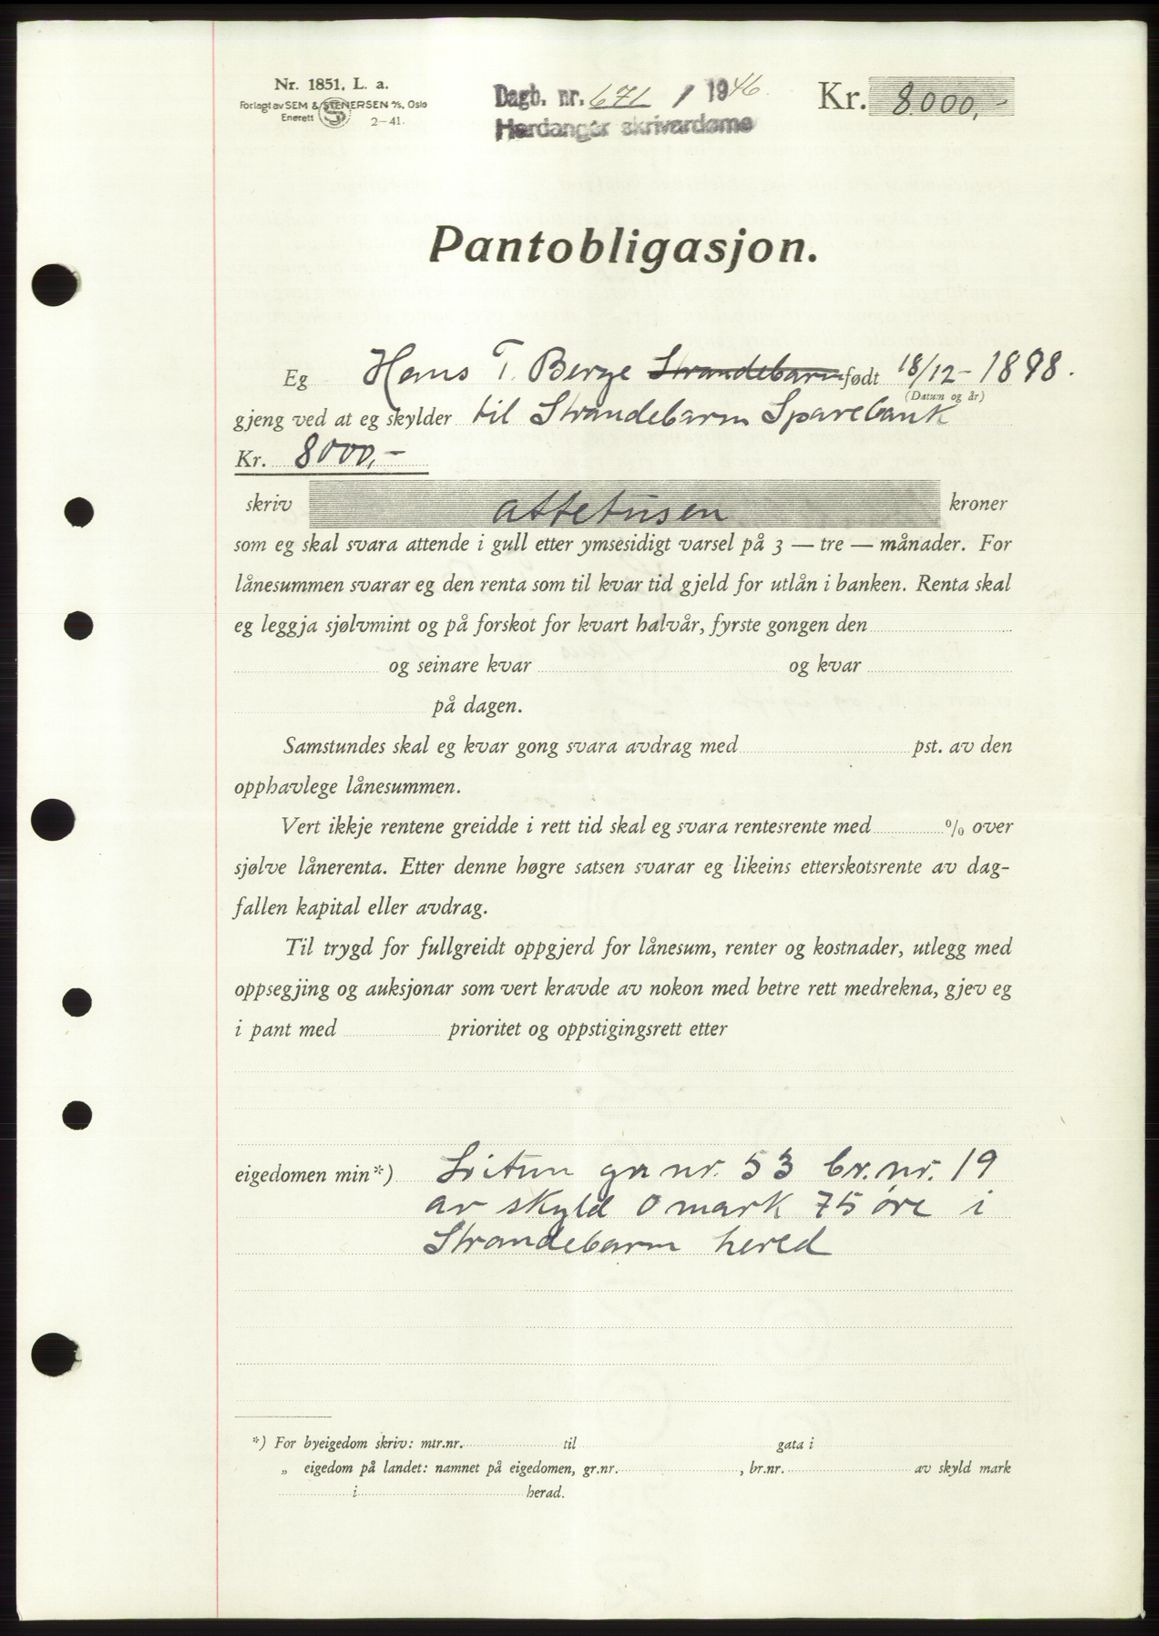 Nr. 1851, L. a.
Forlagt av SEM & STENERSEN A/S, Oslo
Enerett 2-41.
Dagb. nr. 671 / 1946.
Hardanger skrivardøme
Kr. 8.000,-
Pantobligasjon.
Eg Hans T. Berge Strandebarm født 18/12-1898.
(Datum og år)
gjeng ved at eg skylder til Strandebarm Sparebank
Kr. 8000,-
skriv attetusen kroner
som eg skal svara attende i gull etter ymsesidigt varsel på 3 — tre — månader. For
lånesummen svarar eg den renta som til kvar tid gjeld for utlån i banken. Renta skal
eg leggja sjølvmint og på forskot for kvart halvår, fyrste gongen den
og seinare kvar og kvar
på dagen.
Samstundes skal eg kvar gong svara avdrag med pst. av den
opphavlege lånesummen.
Vert ikkje rentene greidde i rett tid skal eg svara rentesrente med % over
sjølve lånerenta. Etter denne høgre satsen svarar eg likeins etterskotsrente av dag-
fallen kapital eller avdrag.
Til trygd for fullgreidt oppgjerd for lånesum, renter og kostnader, utlegg med
oppsegjing og auksjonar som vert kravde av nokon med betre rett medrekna, gjev eg
i pant med prioritet og oppstigingsrett etter
eigedomen min*) gr. nr. 53 br. nr. 19
av skyld 0 mark 75 øre i
Strandebarm hered
*) For byeigedom skriv: mtr.nr. til gata i
„ eigedom på landet: namnet på eigedomen, gr.nr. , br.nr. av skyld mark
i herad.